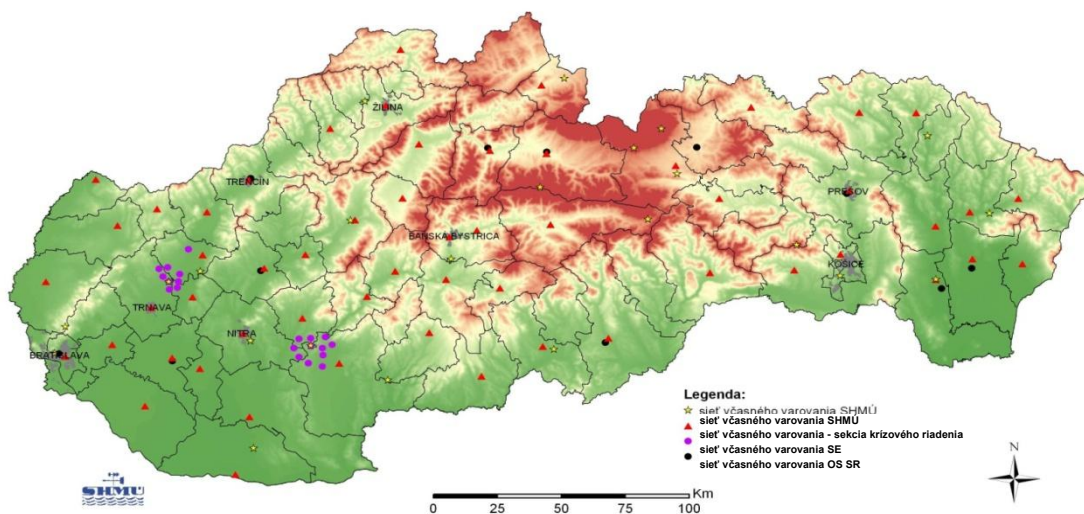 ŽILINA
TRENČÍN
PREŠOV
BANSKÁ BYSTRICA
KOŠICE
TRNAVA
NITRA
BRATISLAVA
Legenda:
sieť včasného varovania SHMÚ
sieť včasného varovania SHMÚ
sieť včasného varovania - sekcia krízového riadenia
sieť včasného varovania SE
sieť včasného varovania OS SR
N
SHMÚ
Km
0 25 50 75 100